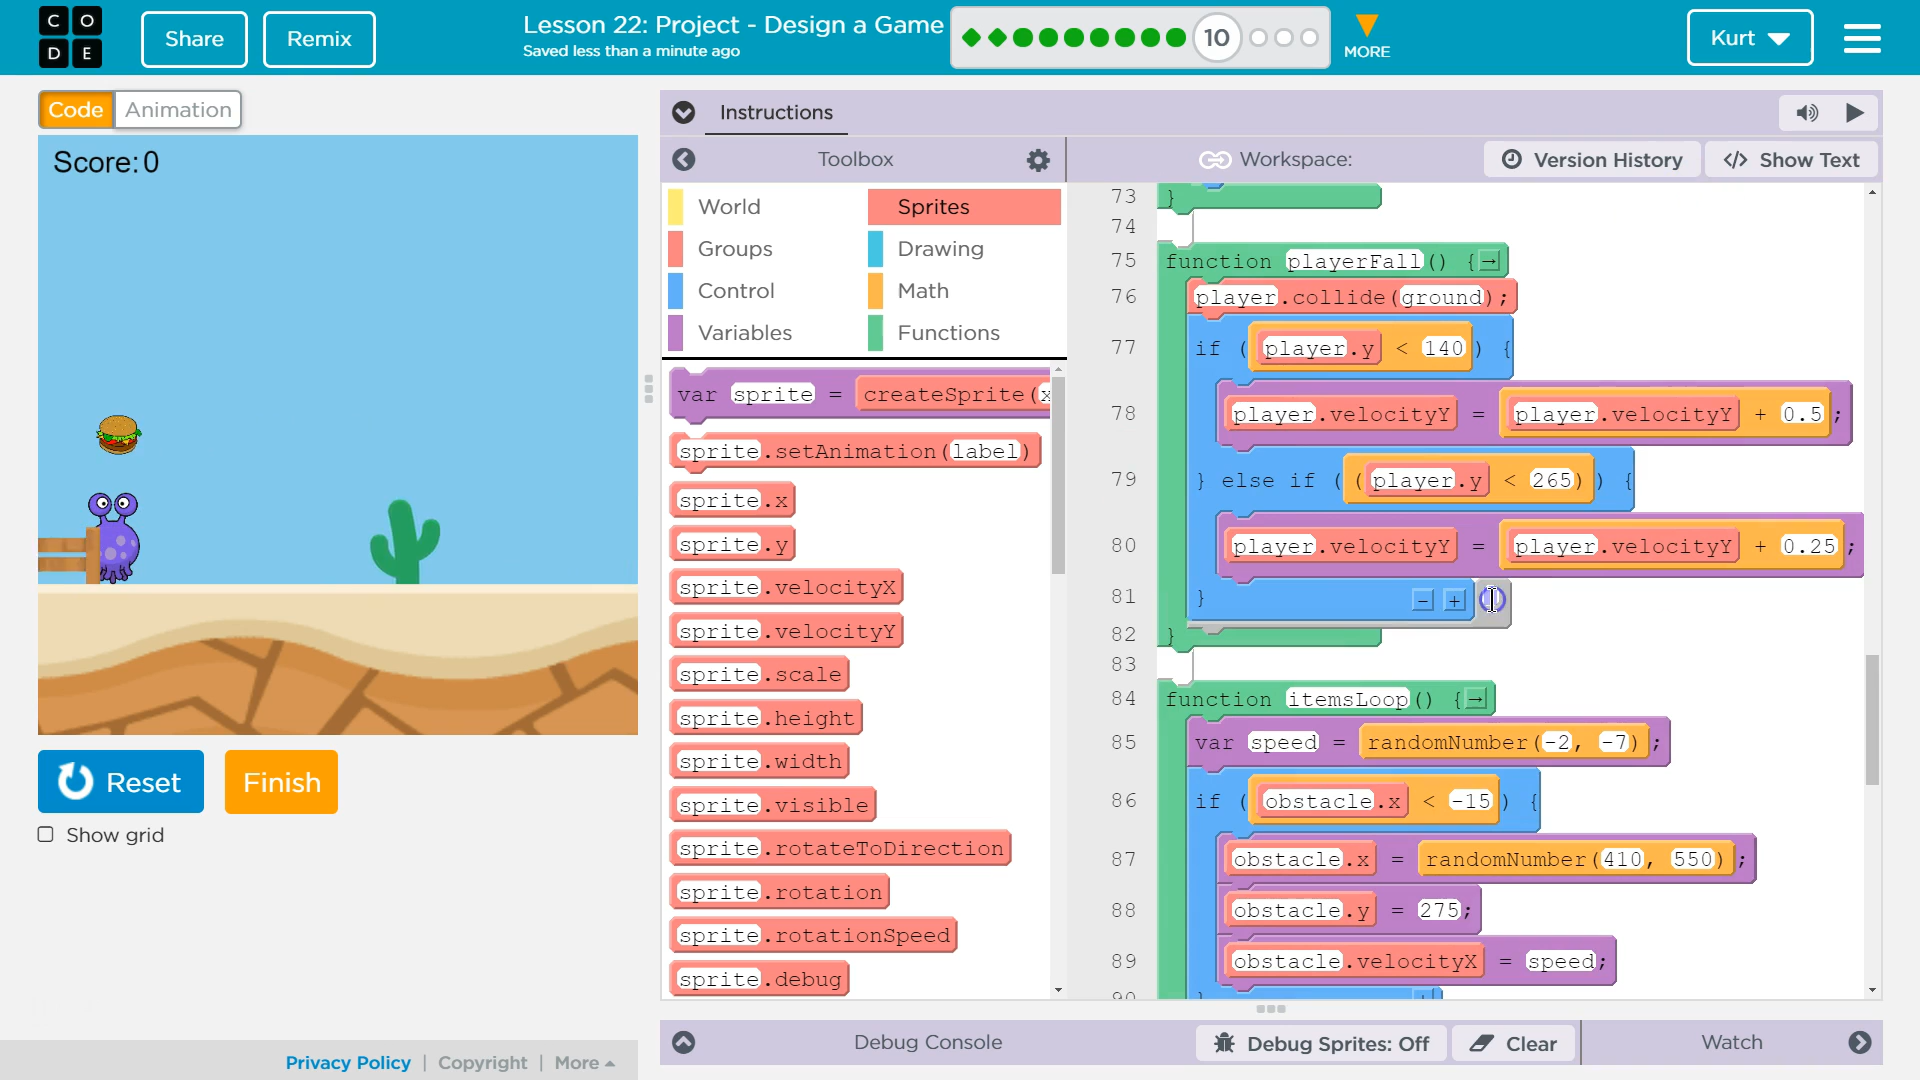 C O
D E
Share
Remix
Lesson 22: Project - Design a Game
Saved less than a minute ago
10
MORE
Kurt
Code
Animation
Score:0
Reset
Finish
Show grid
Privacy Policy | Copyright | More
Instructions
Toolbox
World
Sprites
Groups
Drawing
Control
Math
Variables
Functions
var sprite = createSprite(x
sprite.setAnimation(label)
sprite.x
sprite.y
sprite.velocityX
sprite.velocityY
sprite.scale
sprite.height
sprite.width
sprite.visible
sprite.rotateToDirection
sprite.rotation
sprite.rotationSpeed
sprite.debug
Workspace:
Version History
</> Show Text
73 }
74
75 function playerFall() { →
76 player.collide(ground);
77 if (player.y < 140) {
78 player.velocityY = player.velocityY + 0.5;
79 } else if ((player.y < 265)) {
80 player.velocityY = player.velocityY + 0.25;
81 } - +
82 }
83
84 function itemsLoop() { →
85 var speed = randomNumber(-2, -7);
86 if (obstacle.x < -15) {
87 obstacle.x = randomNumber(410, 550);
88 obstacle.y = 275;
89 obstacle.velocityX = speed;
90 }
Debug Console
Debug Sprites: Off
Clear
Watch